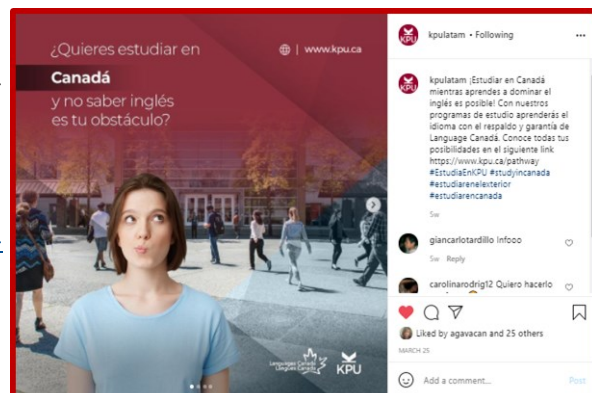 ¿Quieres estudiar en
Canadá
y no saber inglés
es tu obstáculo?
| www.kpu.ca
Languages Canada
Langues Canada
KPU
kpulatam • Following
kpulatam ¡Estudiar en Canadá
mientras aprendes a dominar el
inglés es posible! Con nuestros
programas de estudio aprenderás el
idioma con el respaldo y garantía de
Language Canadá. Conoce todas tus
posibilidades en el siguiente link
https://www.kpu.ca/pathway
#EstudiaEnKPU #studyincanada
#estudiarenelexterior
#estudiarencanada
5w
giancarlotardillo Infooo
5w Reply
carolinarodrig12 Quiero hacerlo
Liked by agavacan and 25 others
MARCH 25
Add a comment... Post